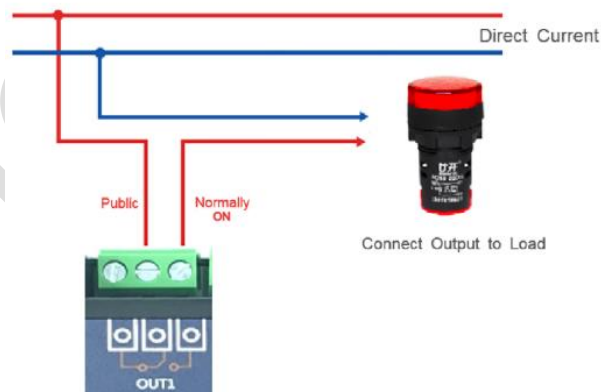 Direct Current
Public
Normally
ON
Connect Output to Load
OUT1